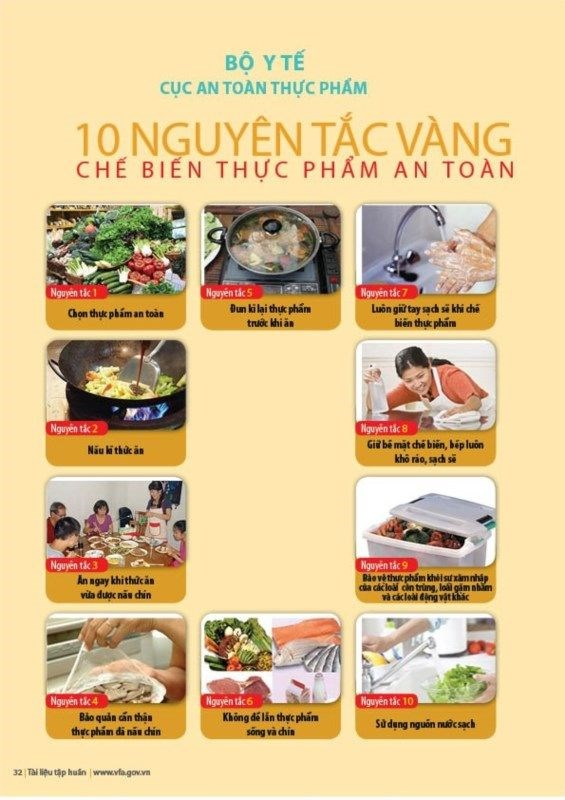 BỘ Y TẾ
CỤC AN TOÀN THỰC PHẨM
10 NGUYÊN TẮC VÀNG
CHẾ BIẾN THỰC PHẨM AN TOÀN
Nguyên tắc 1
Chọn thực phẩm an toàn
Nguyên tắc 2
Nấu kĩ thức ăn
Nguyên tắc 3
Ăn ngay khi thức ăn
vừa được nấu chín
Nguyên tắc 4
Bảo quản cẩn thận
thực phẩm đã nấu chín
Nguyên tắc 5
Đun kĩ lại thực phẩm
trước khi ăn
Nguyên tắc 6
Không để lẫn thực phẩm
sống và chín
Nguyên tắc 7
Luôn giữ tay sạch sẽ khi chế
biến thực phẩm
Nguyên tắc 8
Giữ bề mặt chế biến, bếp luôn
khô ráo, sạch sẽ
Nguyên tắc 9
Bảo vệ thực phẩm khỏi sự xâm nhập
của các loài côn trùng, loài gặm nhấm
và các loài động vật khác
Nguyên tắc 10
Sử dụng nguồn nước sạch
32 | Tài liệu tập huấn | www.vfa.gov.vn